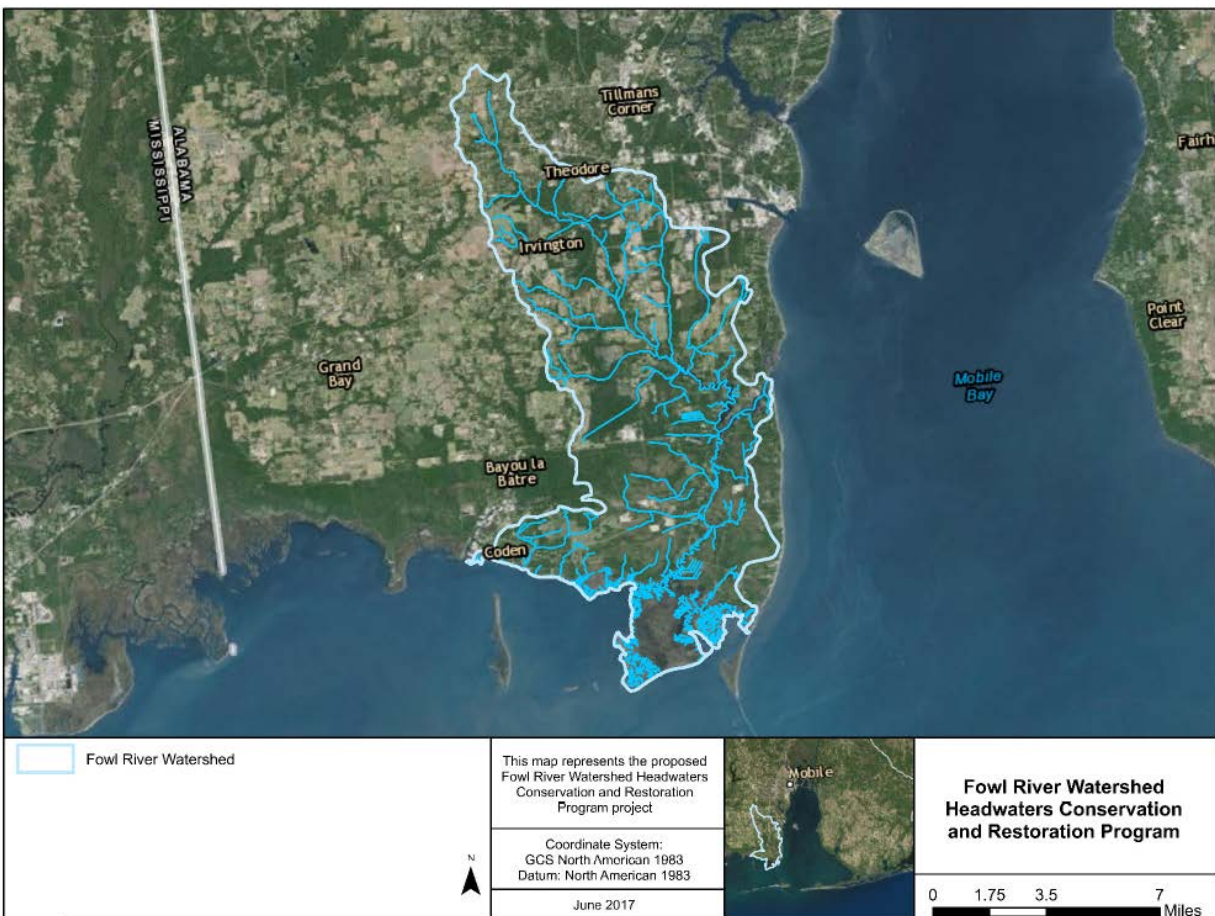 Tillmans
Corner
Fairh
ALABAMA
MISSISSIPPI
Theodore
Irvington
Point
Clear
Grand
Bay
Mobile
Bay
Bayou la
Batre
Coden
Fowl River Watershed
N
This map represents the proposed
Fowl River Watershed Headwaters
Conservation and Restoration
Program project
Coordinate System:
GCS North American 1983
Datum: North American 1983
June 2017
Mobile
Fowl River Watershed
Headwaters Conservation
and Restoration Program
0 1.75 3.5 7
Miles